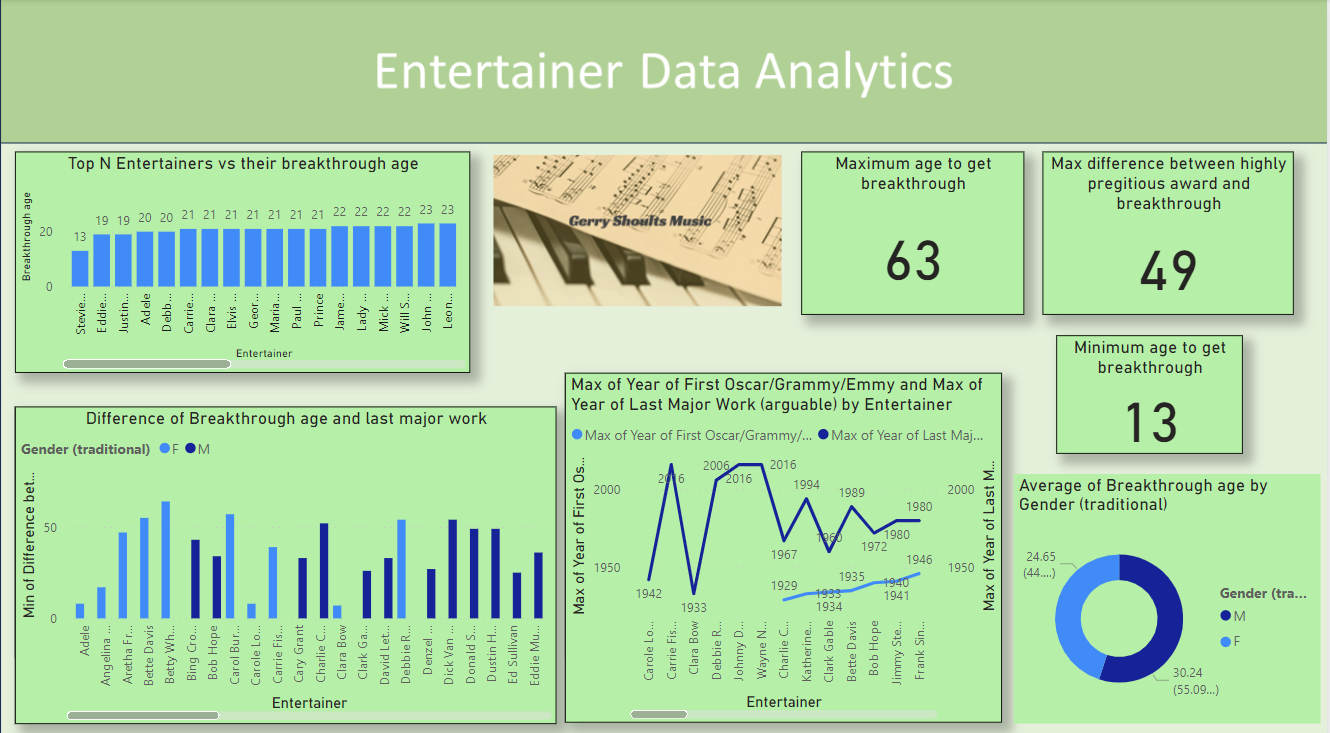 Entertainer Data Analytics
Top N Entertainers vs their breakthrough age
Breakthrough age
20
0
13 19 19 20 20 21 21 21 21 21 21 21 22 22 22 22 23 23
Stevie... Eddie... Justin... Adele Debb... Carrie... Clara ... Elvis ... Geor... Maria... Paul ... Prince Jame... Lady ... Mick ... Will S... John ... Leon...
Entertainer
Gerry Shoults Music
Maximum age to get
breakthrough
63
Max difference between highly
pregitious award and
breakthrough
49
Minimum age to get
breakthrough
13
Difference of Breakthrough age and last major work
Gender (traditional) F M
Min of Difference bet...
50
0
Adele Angelina ... Aretha Fr... Bette Davis Betty Wh... Bing Cro... Bob Hope Carol Bur... Carole Lo... Carrie Fis... Cary Grant Charlie C... Clara Bow Clark Ga... David Let... Debbie R... Denzel ... Dick Van ... Donald S... Dustin H... Ed Sullivan Eddie Mu...
Entertainer
Max of Year of First Oscar/Grammy/Emmy and Max of
Year of Last Major Work (arguable) by Entertainer
Max of Year of First Oscar/Grammy/... Max of Year of Last Maj...
Max of Year of First Os...
2000
1950
1942 2016 1933 2006 2016 2016 1967 1994 1960 1989 1972 1980 1980
1929 1933 1934 1935 1940 1941 1946
2000
1950
Max of Year of Last M...
Carole Lo... Carrie Fis... Clara Bow Debbie R... Johnny D... Wayne N... Charlie C... Katharine... Clark Gable Bette Davis Bob Hope Jimmy Ste... Frank Sin...
Entertainer
Average of Breakthrough age by
Gender (traditional)
24.65
(44....)
Gender (tra...
M
F
30.24
(55.09...)